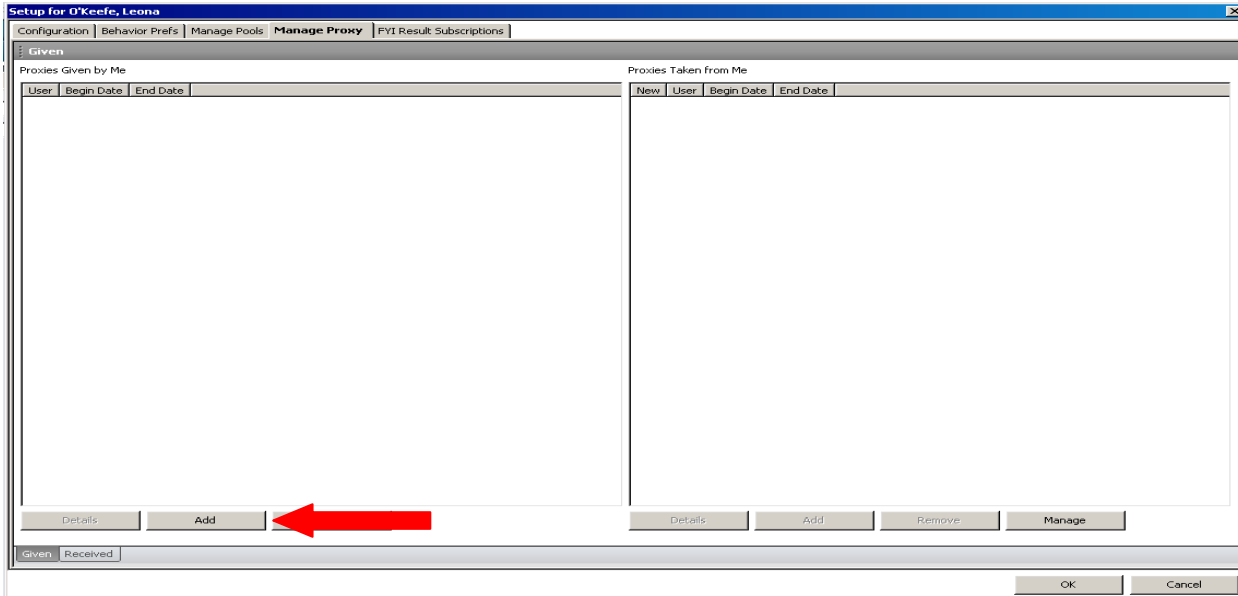 Setup for O'Keefe, Leona
Configuration Behavior Prefs Manage Pools Manage Proxy FYI Result Subscriptions
Given
Proxies Given by Me Proxies Taken from Me
User Begin Date End Date New User Begin Date End Date
Details Add Details Add Remove Manage
Given Received
OK Cancel